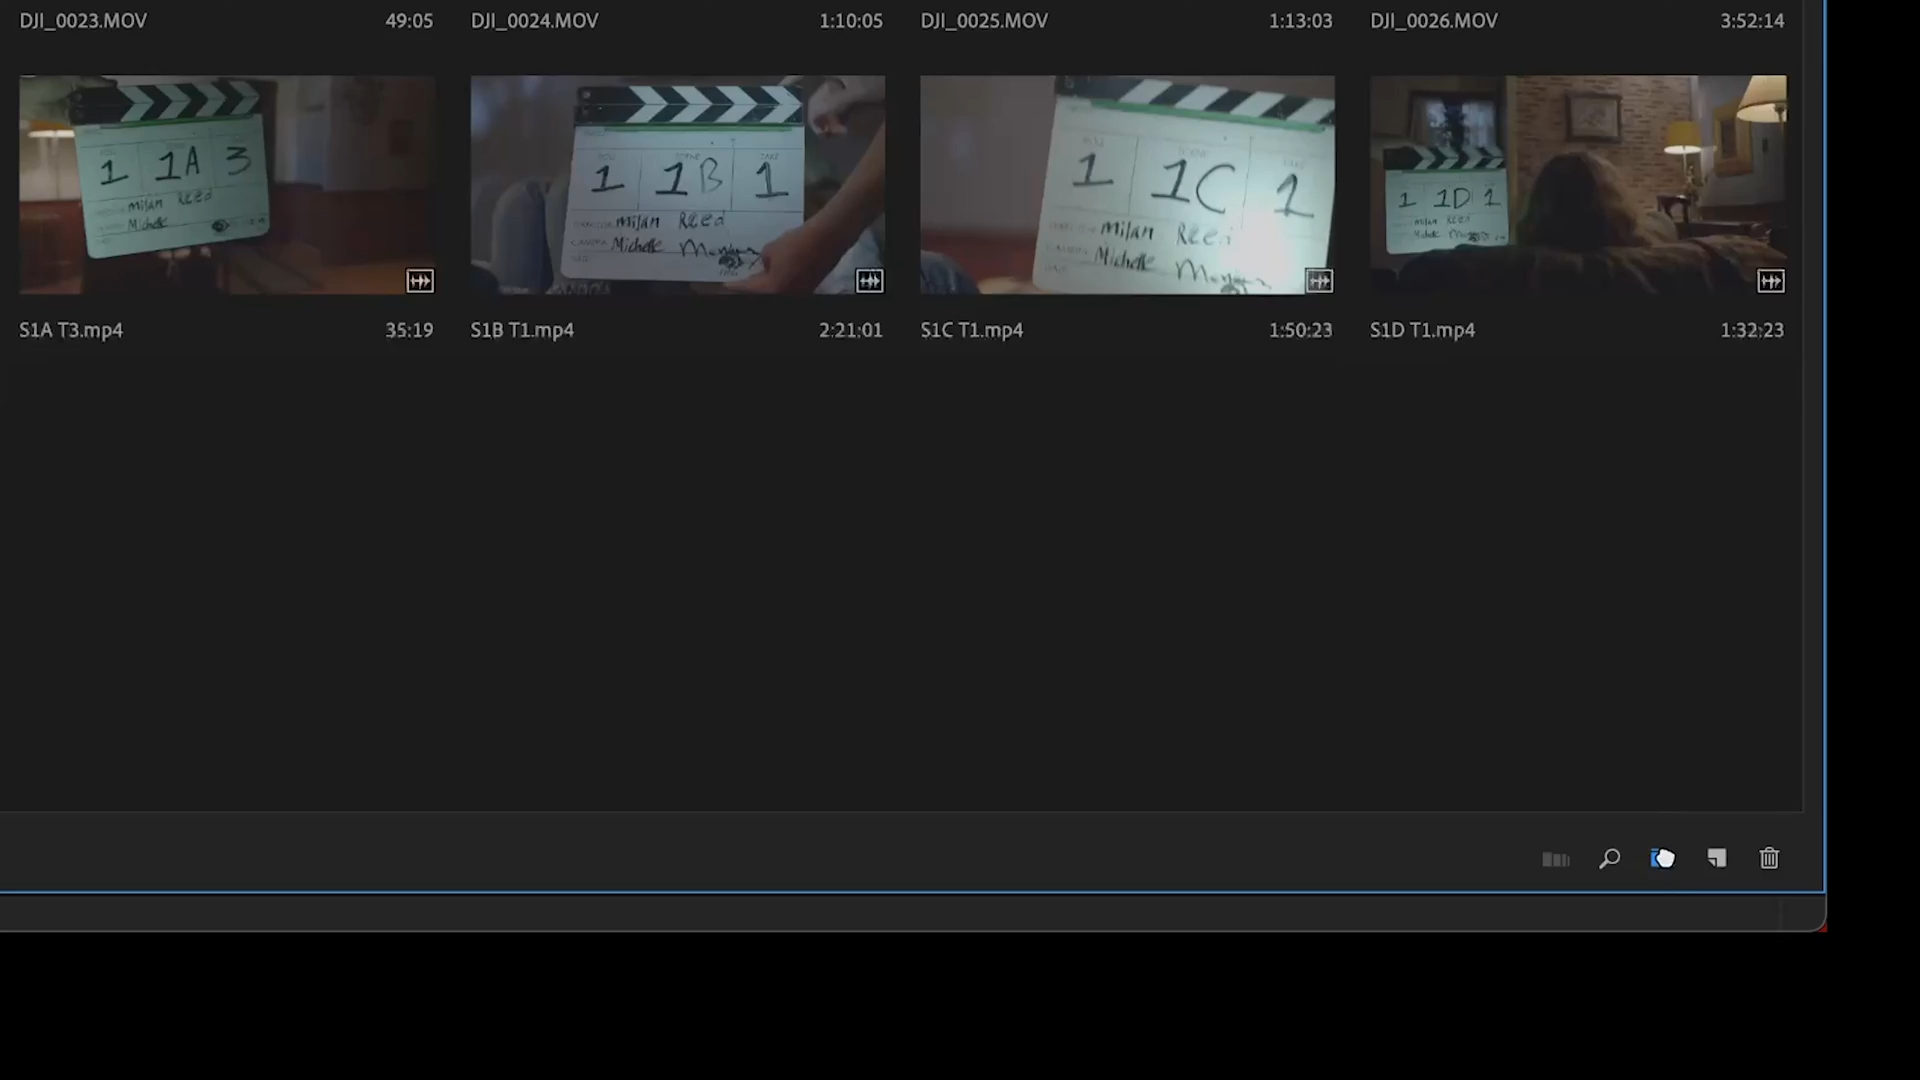 DJI_0023.MOV 49:05 DJI_0024.MOV 1:10:05 DJI_0025.MOV 1:13:03 DJI_0026.MOV 3:52:14
1 1A 3
Milan Reed
Michelle
1 1B 1
Milan Reed
Michelle
1 1C 1
Milan Reed
Michelle
1 1D 1
Milan Reed
S1A T3.mp4 35:19 S1B T1.mp4 2:21:01 S1C T1.mp4 1:50:23 S1D T1.mp4 1:32:23